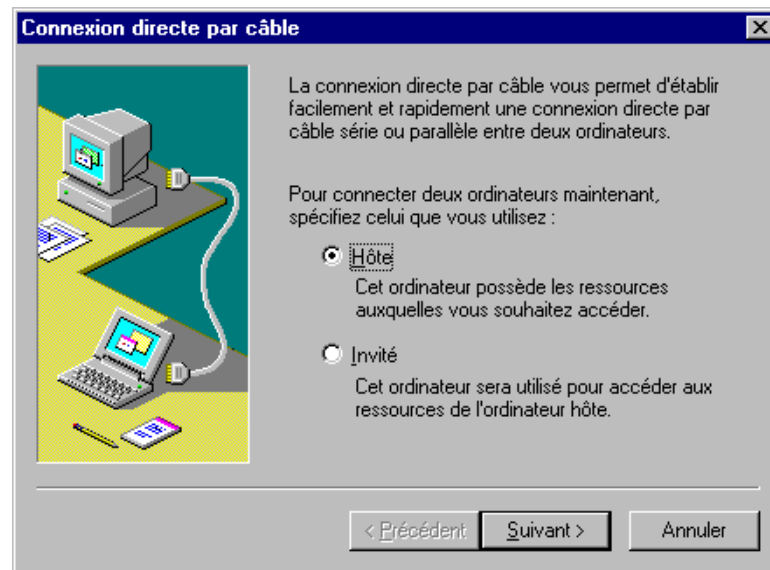 Connexion directe par câble
La connexion directe par câble vous permet d'établir
facilement et rapidement une connexion directe par
câble série ou parallèle entre deux ordinateurs.
Pour connecter deux ordinateurs maintenant,
spécifiez celui que vous utilisez :
Hôte
Cet ordinateur possède les ressources
auxquelles vous souhaitez accéder.
Invité
Cet ordinateur sera utilisé pour accéder aux
ressources de l'ordinateur hôte.
< Précédent
Suivant >
Annuler